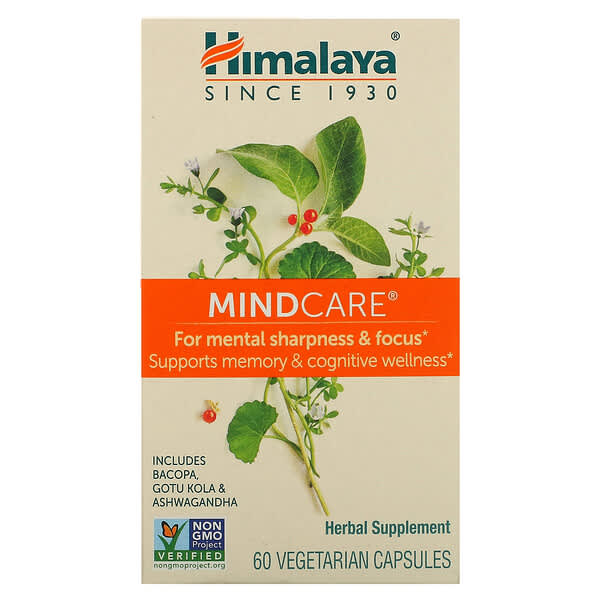 Himalaya®
SINCE 1930
MINDCARE®
For mental sharpness & focus*
Supports memory & cognitive wellness*
INCLUDES
BACOPA,
GOTU KOLA &
ASHWAGANDHA
NON
GMO
Project
VERIFIED
nongmoproject.org
Herbal Supplement
60 VEGETARIAN CAPSULES